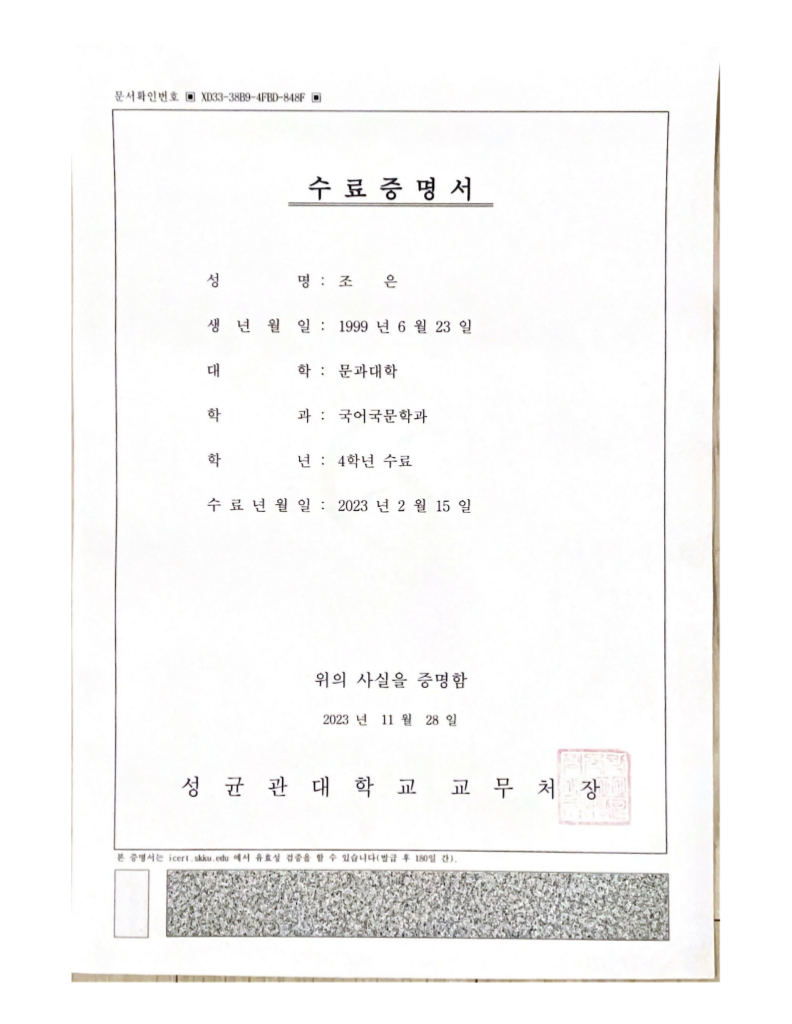 문서확인번호 ▣ XD33-38B9-4FBD-848F ▣
수료증명서
성 명 : 조 은
생 년 월 일 : 1999 년 6 월 23 일
대 학 : 문과대학
학 과 : 국어국문학과
학 년 : 4학년 수료
수 료 년 월 일 : 2023 년 2 월 15 일
위의 사실을 증명함
2023 년 11 월 28 일
성 균 관 대 학 교 교 무 처 장
본 증명서는 icert.skku.edu 에서 유효성 검증을 할 수 있습니다(발급 후 180일 간).